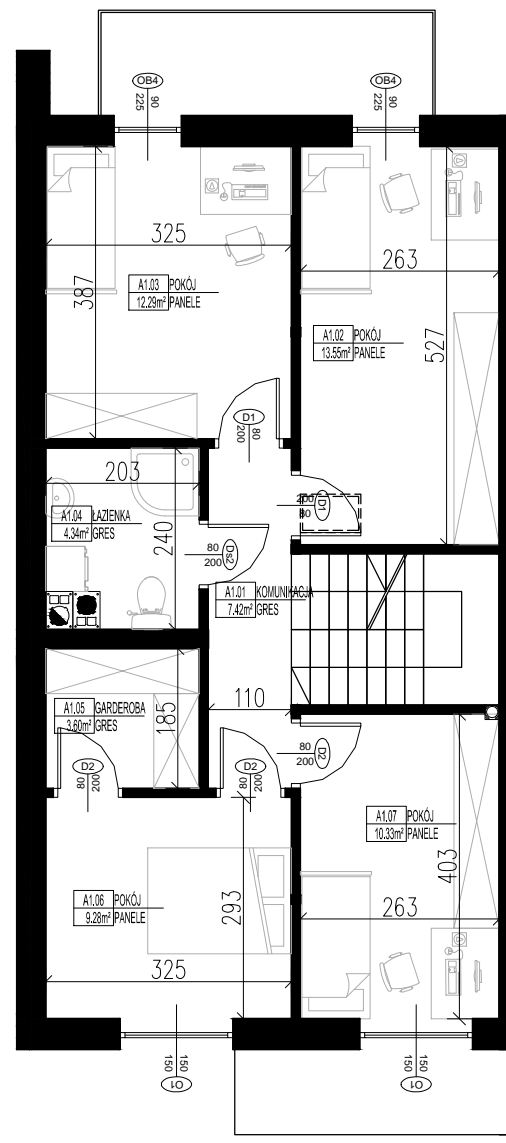 OB4
90
225
OB4
90
225
325
387
A1.03 POKÓJ
12.29m² PANELE
263
527
A1.02 POKÓJ
13.55m² PANELE
D1
80
200
200
80
D1
203
240
A1.04 ŁAZIENKA
4.34m² GRES
80
200
Ds2
A1.01 KOMUNIKACJA
7.42m² GRES
A1.05 GARDEROBA
3.60m² GRES
185
110
80
200
D2
D2
80
200
D2
80
200
A1.07 POKÓJ
10.33m² PANELE
403
263
A1.06 POKÓJ
9.28m² PANELE
293
325
150
150
O1
150
150
O1